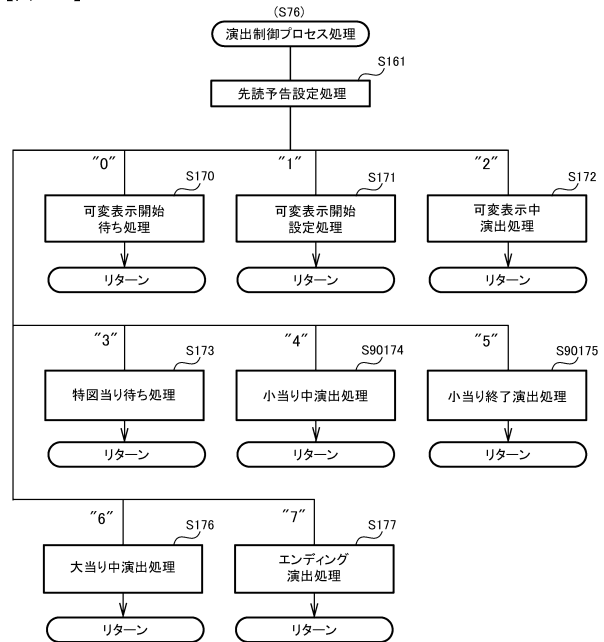 (S76)
演出制御プロセス処理
S161
先読予告設定処理
"0"
"1"
"2"
S170
S171
S172
可変表示開始
待ち処理
可変表示開始
設定処理
可変表示中
演出処理
リターン
リターン
リターン
"3"
"4"
"5"
S173
S90174
S90175
特図当り待ち処理
小当り中演出処理
小当り終了演出処理
リターン
リターン
リターン
"6"
"7"
S176
S177
大当り中演出処理
エンディング
演出処理
リターン
リターン